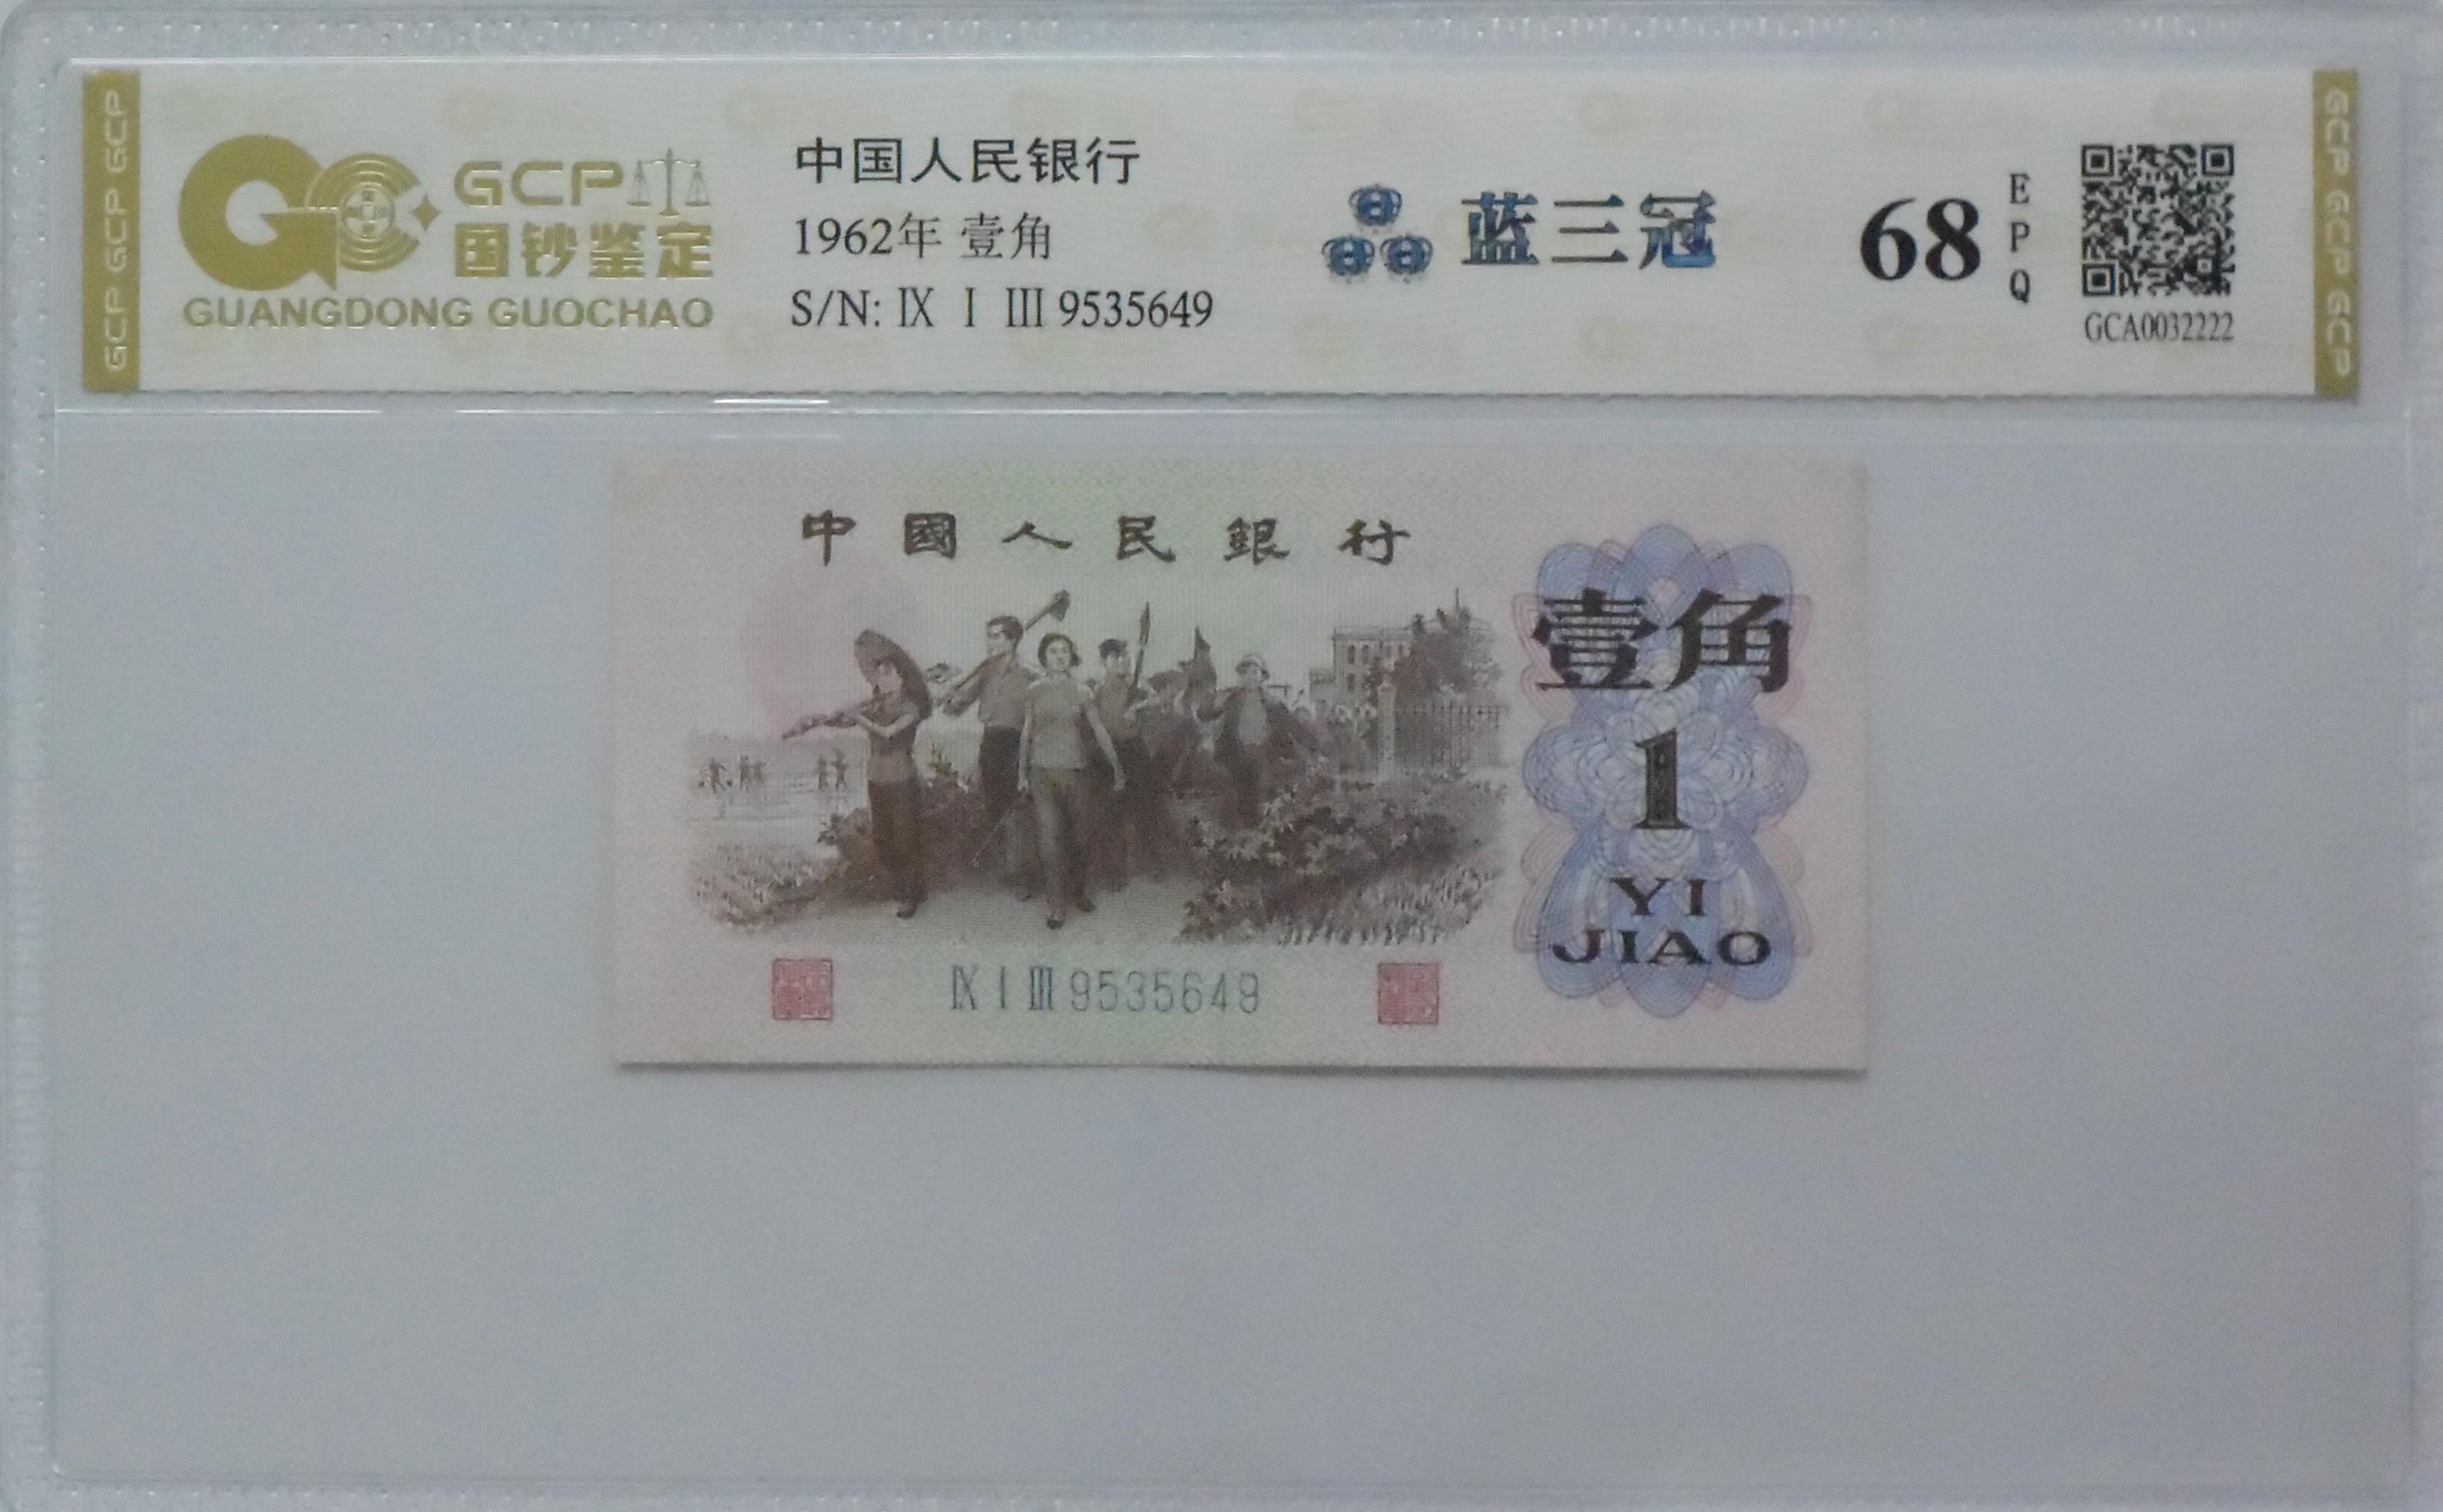 GCP GCP GCP
GCP
国钞鉴定
GUANGDONG GUOCHAO
中国人民银行
1962年 壹角
S/N: Ⅸ Ⅰ Ⅲ 9535649
蓝三冠
68
E
P
Q
GCA0032222
GCP GCP GCP
中國人民銀行
壹角
1
YI
JIAO
Ⅸ Ⅰ Ⅲ 9535649